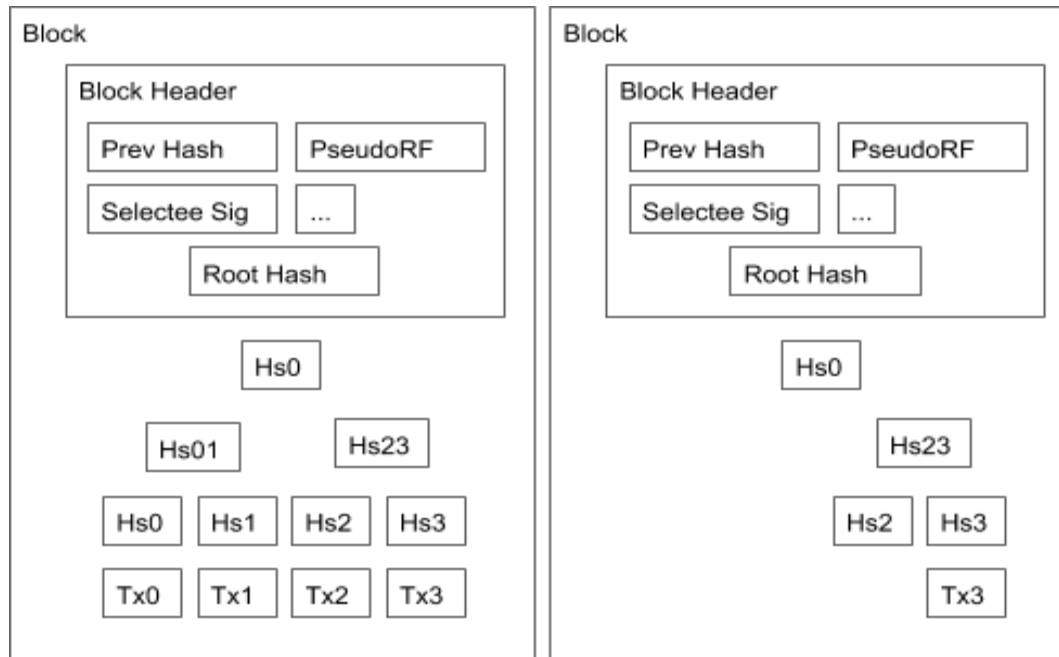 Block
Block Header
Prev Hash
PseudoRF
Selectee Sig
...
Root Hash
Hs0
Hs01
Hs23
Hs0
Hs1
Hs2
Hs3
Tx0
Tx1
Tx2
Tx3
Block
Block Header
Prev Hash
PseudoRF
Selectee Sig
...
Root Hash
Hs0
Hs23
Hs2
Hs3
Tx3